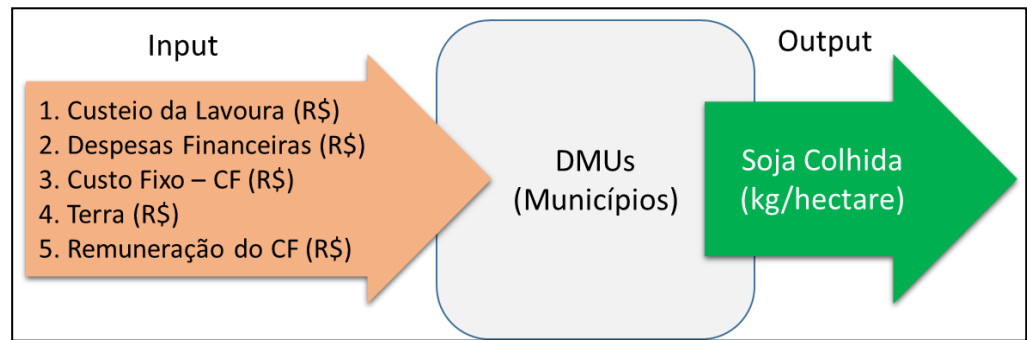 Input
1. Custeio da Lavoura (R$)
2. Despesas Financeiras (R$)
3. Custo Fixo – CF (R$)
4. Terra (R$)
5. Remuneração do CF (R$)
DMUs
(Municípios)
Output
Soja Colhida
(kg/hectare)